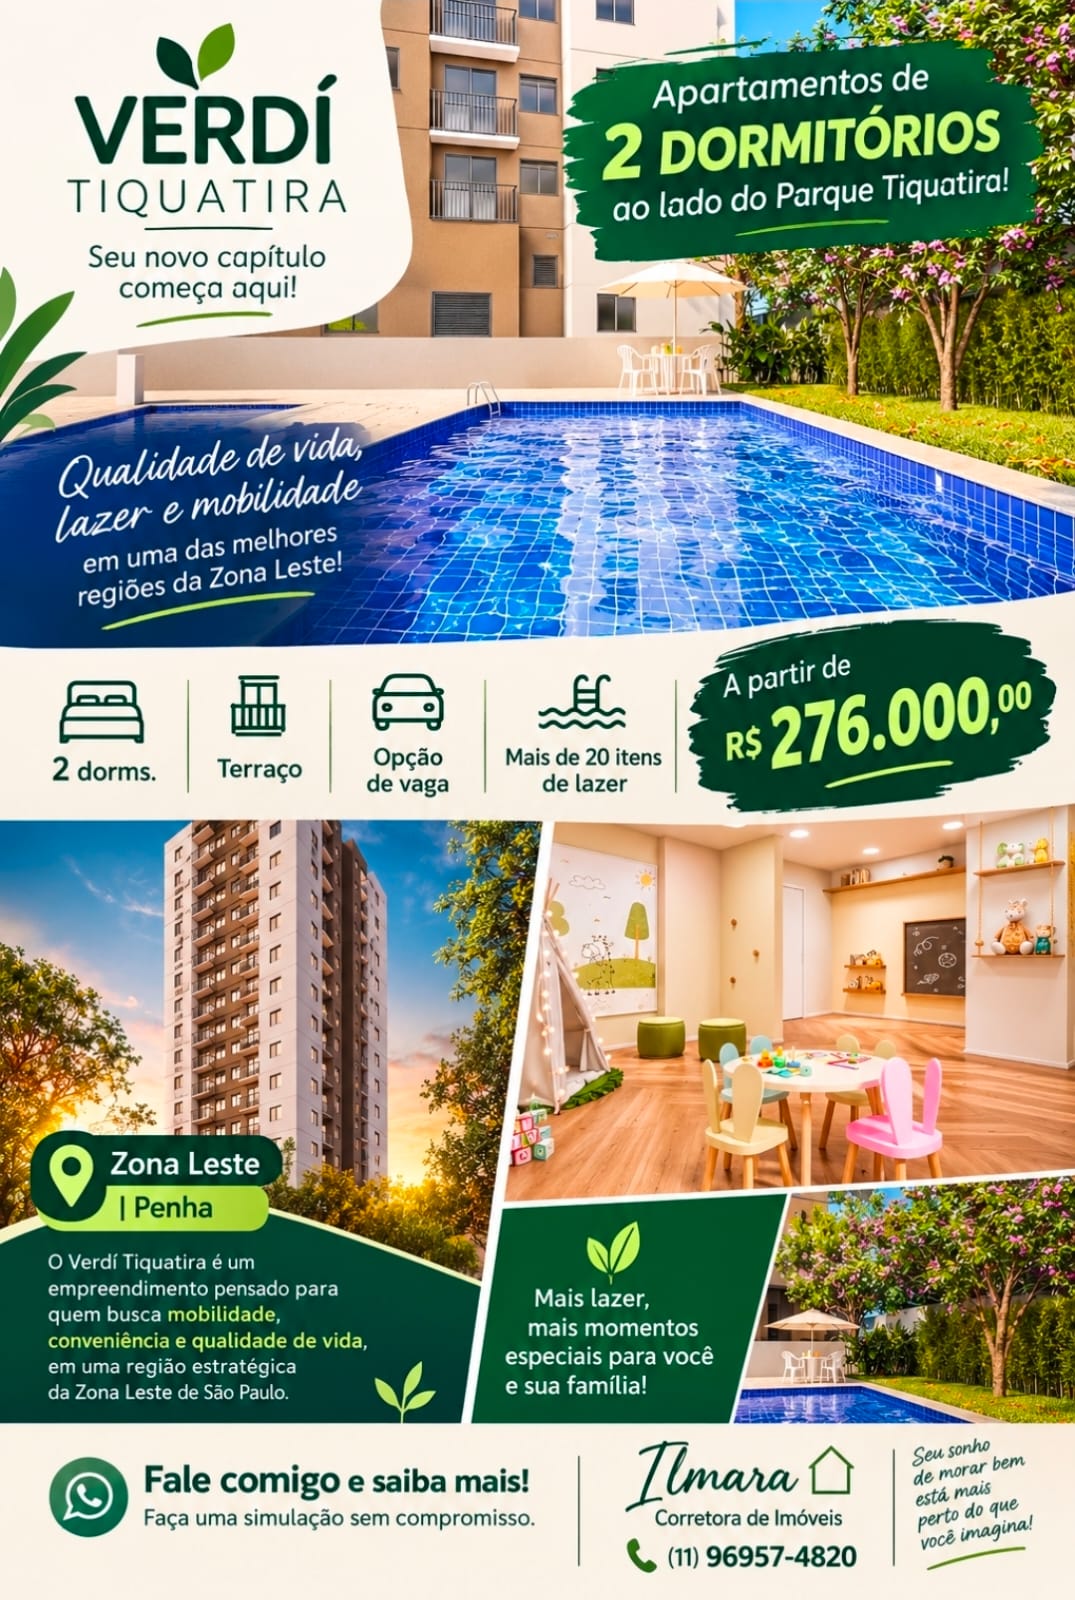 VERDÍ
TIQUATIRA
Seu novo capítulo
começa aqui!
Apartamentos de
2 DORMITÓRIOS
ao lado do Parque Tiquatira!
Qualidade de vida,
lazer e mobilidade
em uma das melhores
regiões da Zona Leste!
2 dorms.
Terraço
Opção
de vaga
Mais de 20 itens
de lazer
A partir de
R$ 276.000,00
Zona Leste
| Penha
O Verdí Tiquatira é um
empreendimento pensado para
quem busca mobilidade,
conveniência e qualidade de vida,
em uma região estratégica
da Zona Leste de São Paulo.
Mais lazer,
mais momentos
especiais para você
e sua família!
Fale comigo e saiba mais!
Faça uma simulação sem compromisso.
Ilmara
Corretora de Imóveis
(11) 96957-4820
Seu sonho
de morar bem
está mais
perto do que
você imagina!